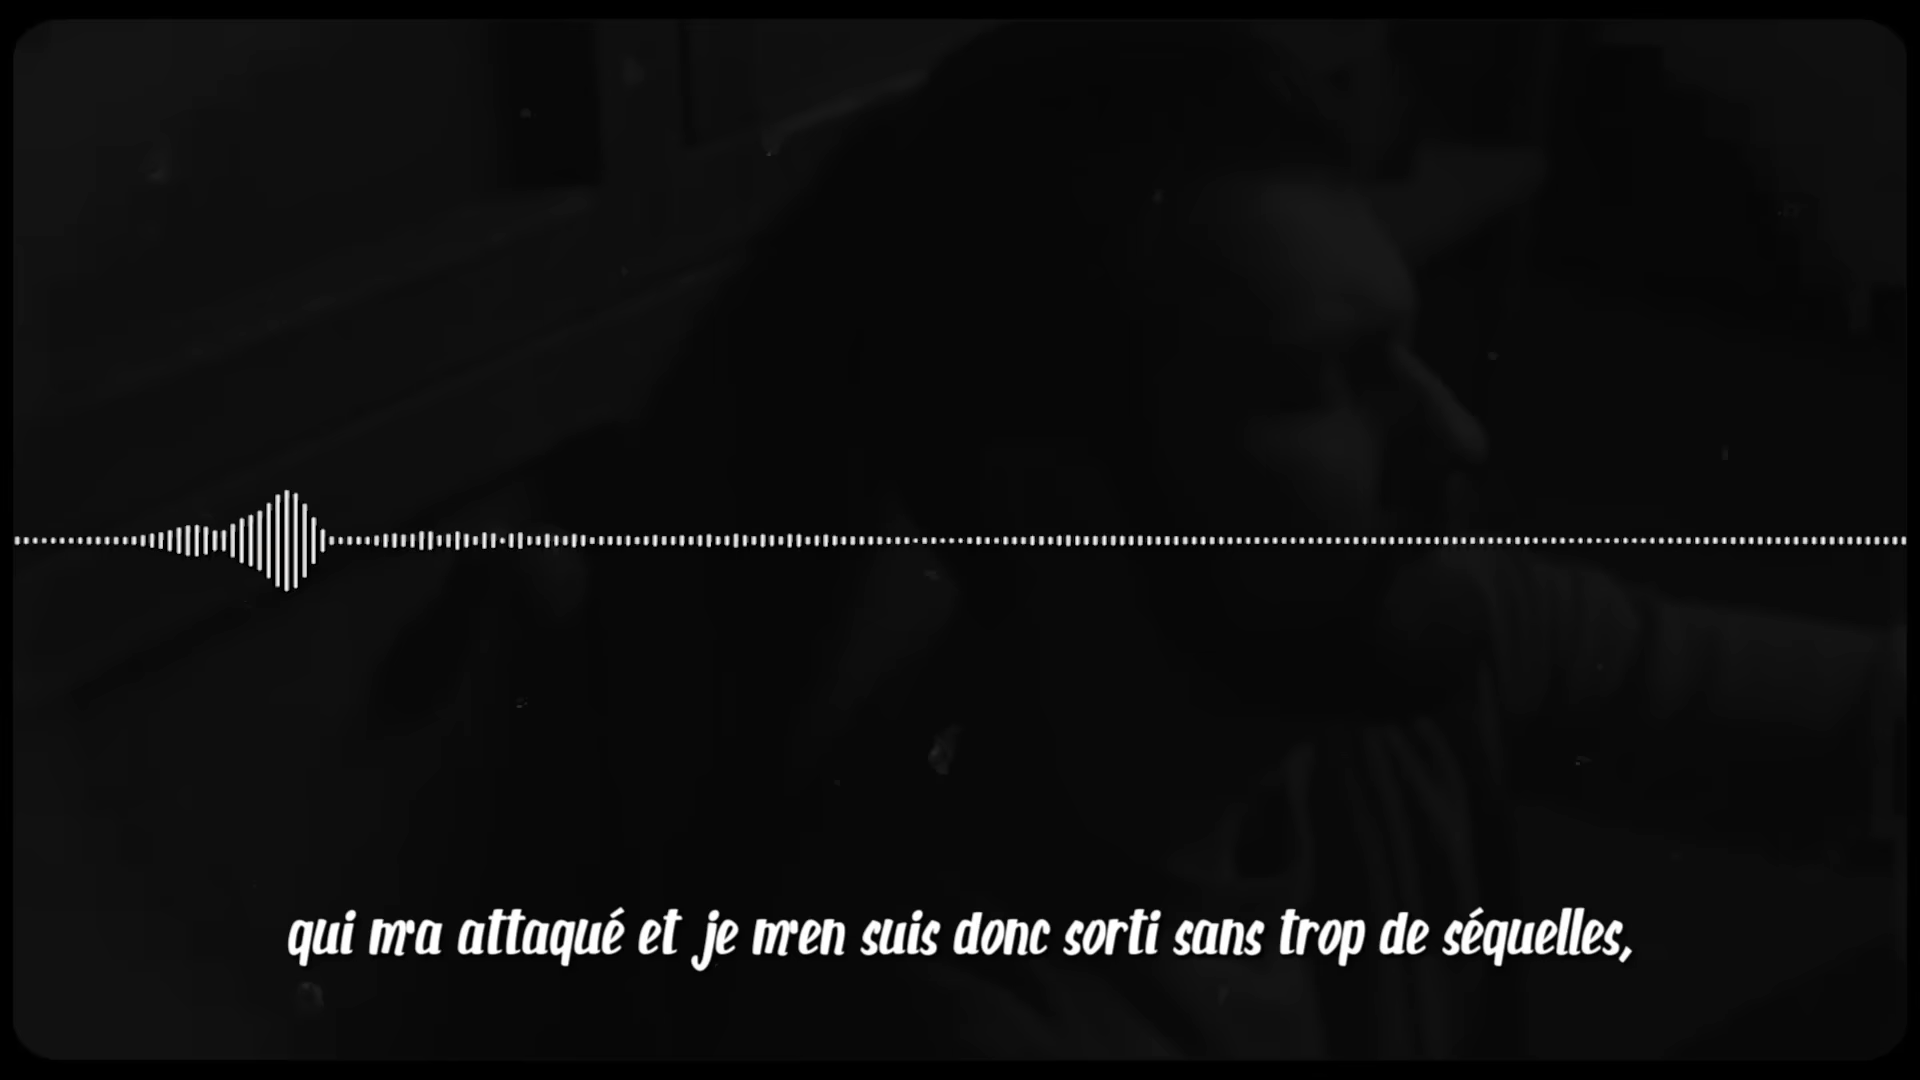 qui m'a attaqué et je m'en suis donc sorti sans trop de séquelles,